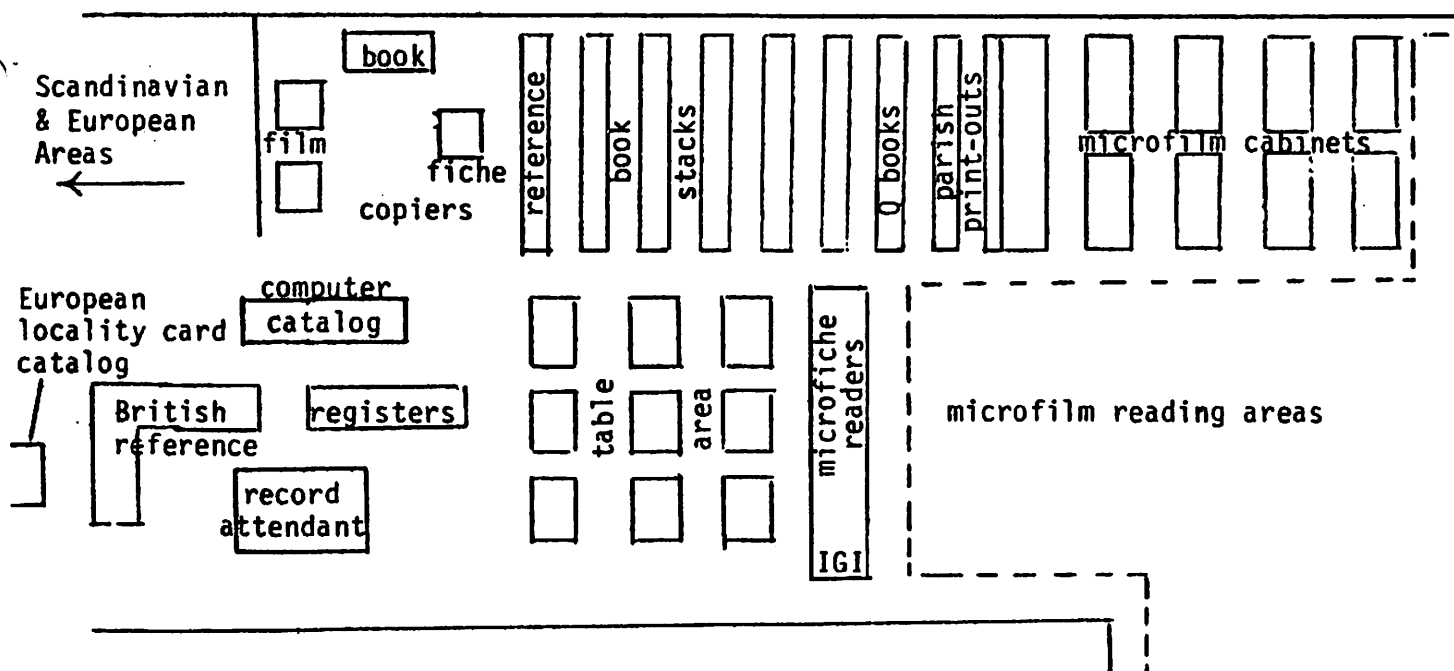 Scandinavian
& European
Areas
book
film
fiche
copiers
reference
book
stacks
Q books
parish
print-outs
microfilm cabinets
European
locality card
catalog
computer
catalog
British
reference
registers
record
attendant
table
area
microfiche
readers
IGI
microfilm reading areas